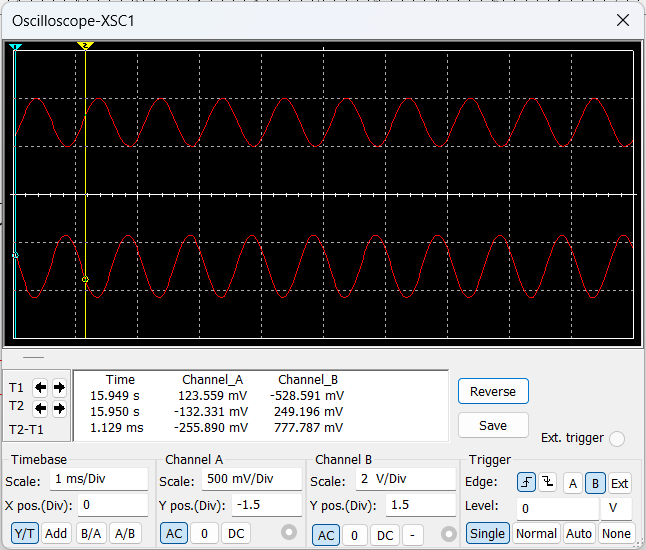 Oscilloscope-XSC1
1
2
Time Channel_A Channel_B
T1 15.949 s 123.559 mV -528.591 mV
T2 15.950 s -132.331 mV 249.196 mV
T2-T1 1.129 ms -255.890 mV 777.787 mV
Reverse
Save
Ext. trigger
Timebase
Scale: 1 ms/Div
X pos.(Div): 0
Y/T Add B/A A/B
Channel A
Scale: 500 mV/Div
Y pos.(Div): -1.5
AC 0 DC
Channel B
Scale: 2 V/Div
Y pos.(Div): 1.5
AC 0 DC -
Trigger
Edge: A B Ext
Level: 0 V
Single Normal Auto None